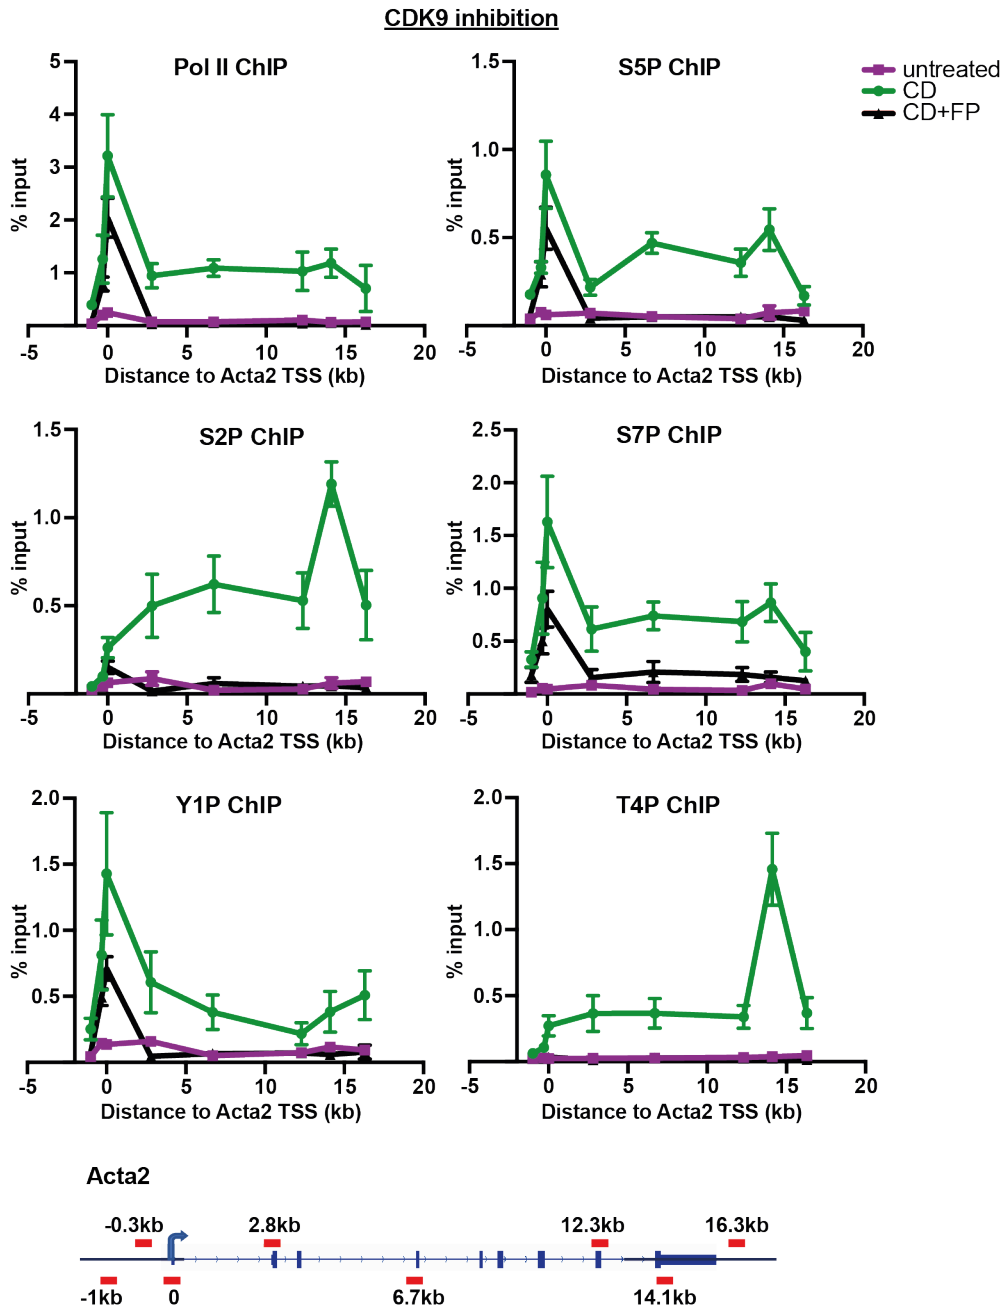 CDK9 inhibition
Pol II ChIP
5
4
3
2
1
% input
-5 0 5 10 15 20
Distance to Acta2 TSS (kb)
S5P ChIP
1.5
1.0
0.5
% input
-5 0 5 10 15 20
Distance to Acta2 TSS (kb)
untreated
CD
CD+FP
S2P ChIP
1.5
1.0
0.5
% input
-5 0 5 10 15 20
Distance to Acta2 TSS (kb)
S7P ChIP
2.5
2.0
1.5
1.0
0.5
% input
-5 0 5 10 15 20
Distance to Acta2 TSS (kb)
Y1P ChIP
2.0
1.5
1.0
0.5
% input
-5 0 5 10 15 20
Distance to Acta2 TSS (kb)
T4P ChIP
2.0
1.5
1.0
0.5
% input
-5 0 5 10 15 20
Distance to Acta2 TSS (kb)
Acta2
-0.3kb 2.8kb 12.3kb 16.3kb
-1kb 0 6.7kb 14.1kb